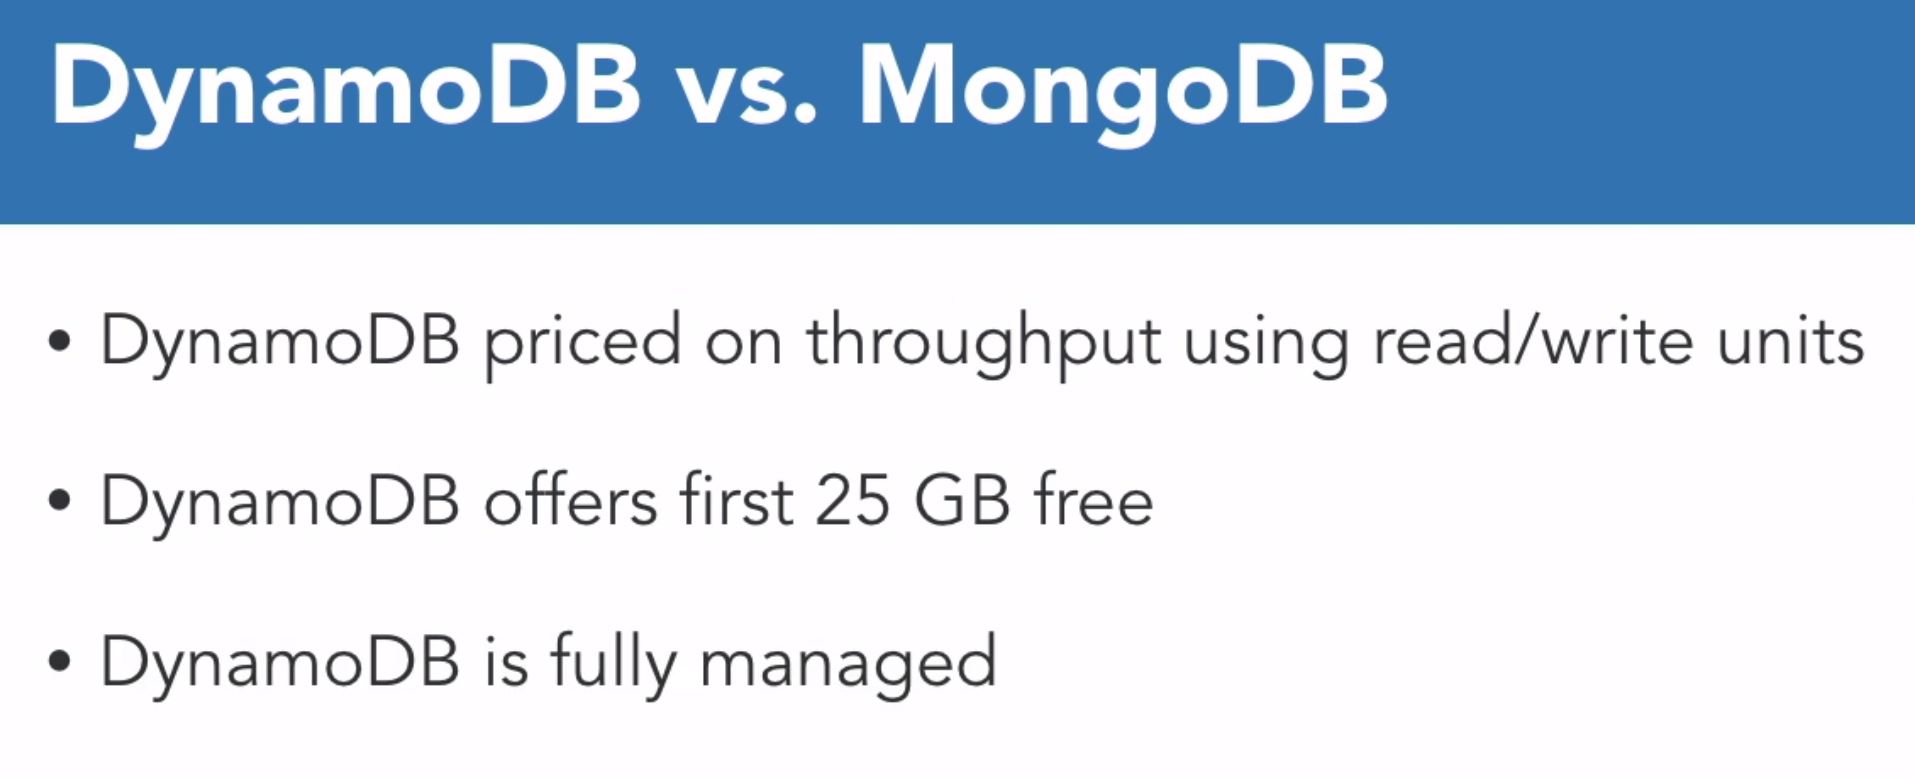 DynamoDB vs. MongoDB
• DynamoDB priced on throughput using read/write units
• DynamoDB offers first 25 GB free
• DynamoDB is fully managed